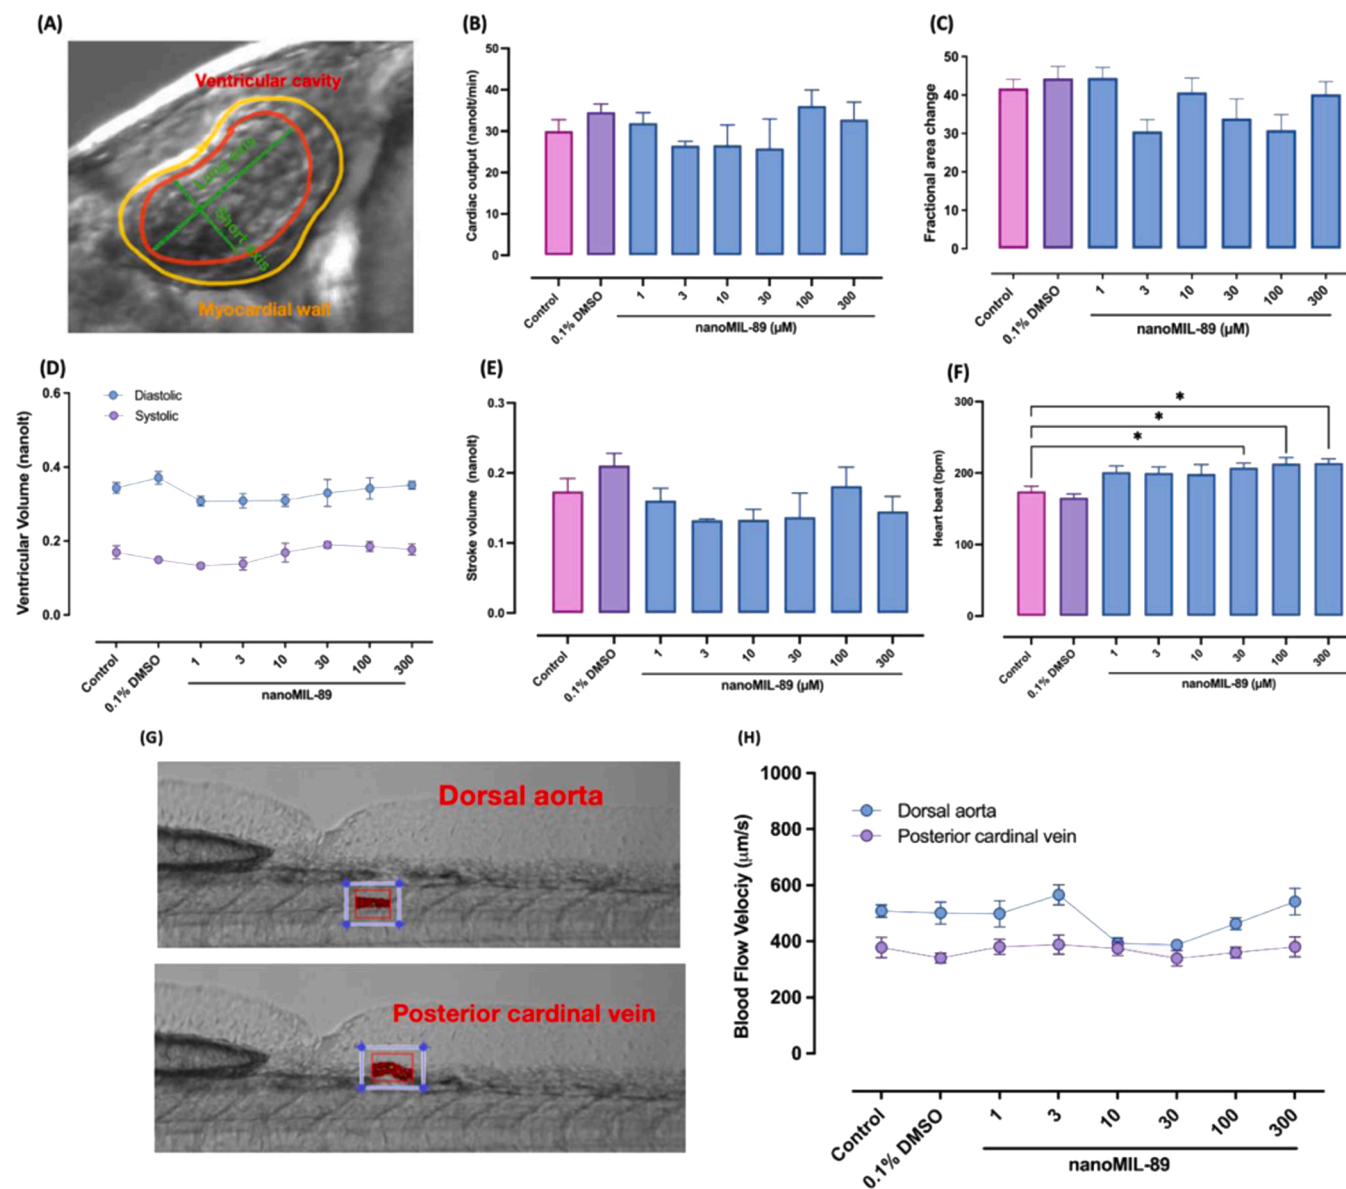 (A)
Ventricular cavity
Long axis
Short axis
Myocardial wall
(B)
Cardiac output (nanolt/min)
50
40
30
20
10
0
Control
0.1% DMSO
1
3
10
30
100
300
nanoMIL-89 (µM)
(C)
Fractional area change
50
40
30
20
10
0
Control
0.1% DMSO
1
3
10
30
100
300
nanoMIL-89 (µM)
(D)
Ventricular Volume (nanolt)
0.6
0.4
0.2
0.0
Diastolic
Systolic
Control
0.1% DMSO
1
3
10
30
100
300
nanoMIL-89
(E)
Stroke volume (nanolt)
0.3
0.2
0.1
0.0
Control
0.1% DMSO
1
3
10
30
100
300
nanoMIL-89 (µM)
(F)
Heart beat (bpm)
300
200
100
0
*
*
*
Control
0.1% DMSO
1
3
10
30
100
300
nanoMIL-89 (µM)
(G)
Dorsal aorta
Posterior cardinal vein
(H)
Blood Flow Velociy (µm/s)
1000
800
600
400
200
0
Dorsal aorta
Posterior cardinal vein
Control
0.1% DMSO
1
3
10
30
100
300
nanoMIL-89